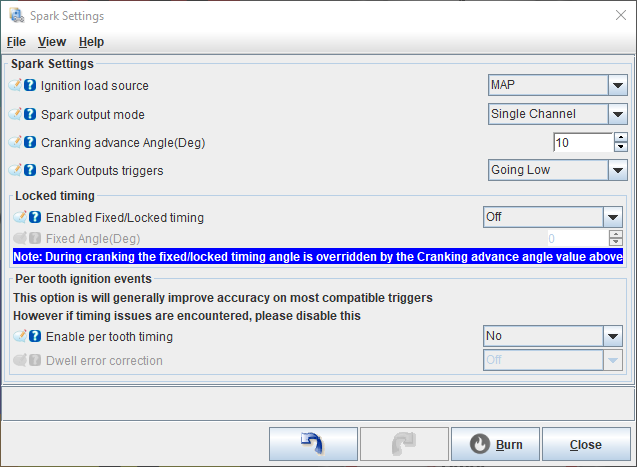 Spark Settings
File View Help
Spark Settings
Ignition load source MAP
Spark output mode Single Channel
Cranking advance Angle(Deg) 10
Spark Outputs triggers Going Low
Locked timing
Enabled Fixed/Locked timing Off
Fixed Angle(Deg) 0
Note: During cranking the fixed/locked timing angle is overridden by the Cranking advance angle value above
Per tooth ignition events
This option is will generally improve accuracy on most compatible triggers
However if timing issues are encountered, please disable this
Enable per tooth timing No
Dwell error correction Off
Burn Close